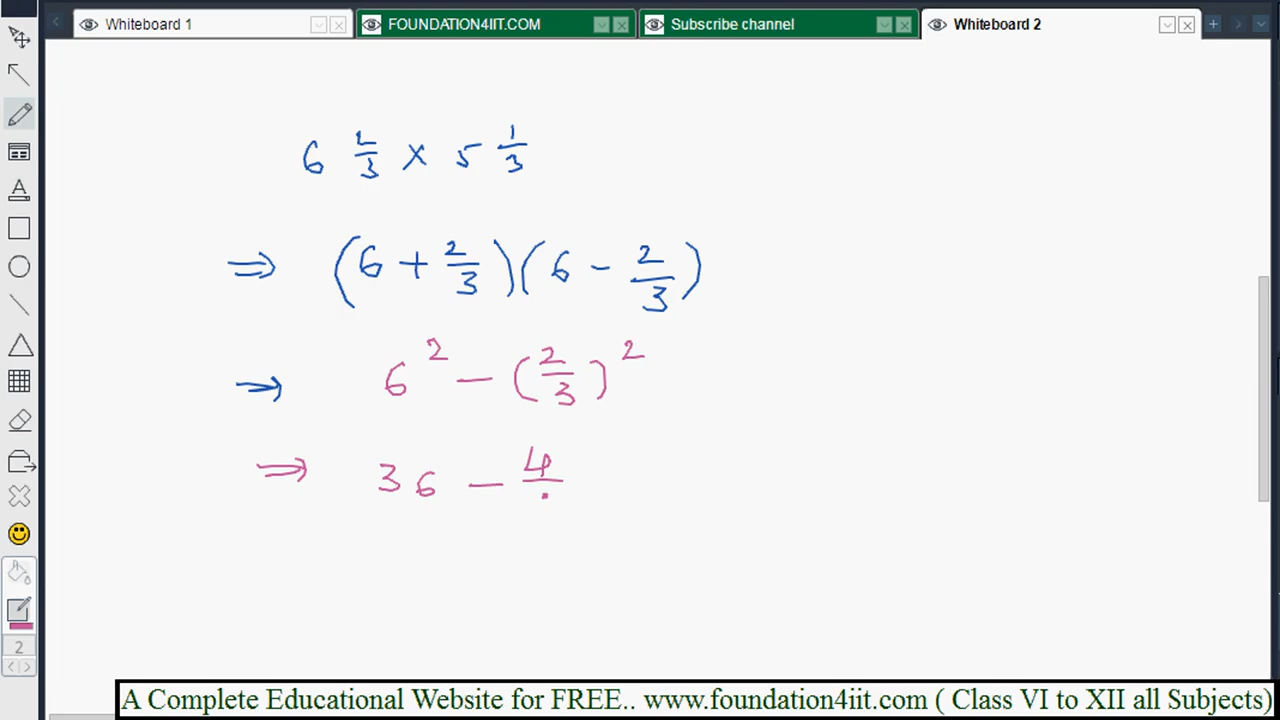 Whiteboard 1 FOUNDATION4IIT.COM Subscribe channel Whiteboard 2
6 2/3 × 5 1/3
⇒ (6 + 2/3)(6 - 2/3)
⇒ 6² - (2/3)²
⇒ 36 - 4/
2
A Complete Educational Website for FREE.. www.foundation4iit.com ( Class VI to XII all Subjects)